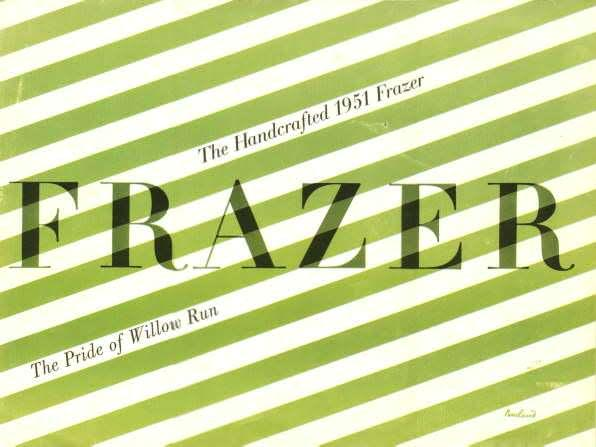 The Handcrafted 1951 Frazer
FRAZER
The Pride of Willow Run